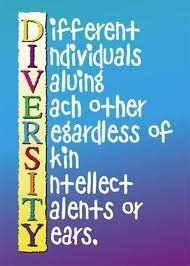 Different
Individuals
Valuing
Each other
Regardless of
Skin
Intellect
Talents or
Years.